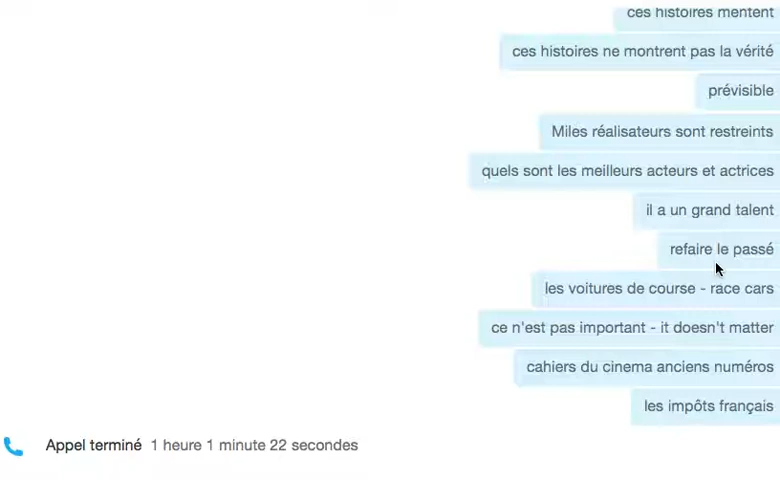 ces histoires mentent
ces histoires ne montrent pas la vérité
prévisible
Miles réalisateurs sont restreints
quels sont les meilleurs acteurs et actrices
il a un grand talent
refaire le passé
les voitures de course - race cars
ce n'est pas important - it doesn't matter
cahiers du cinema anciens numéros
les impôts français
Appel terminé 1 heure 1 minute 22 secondes